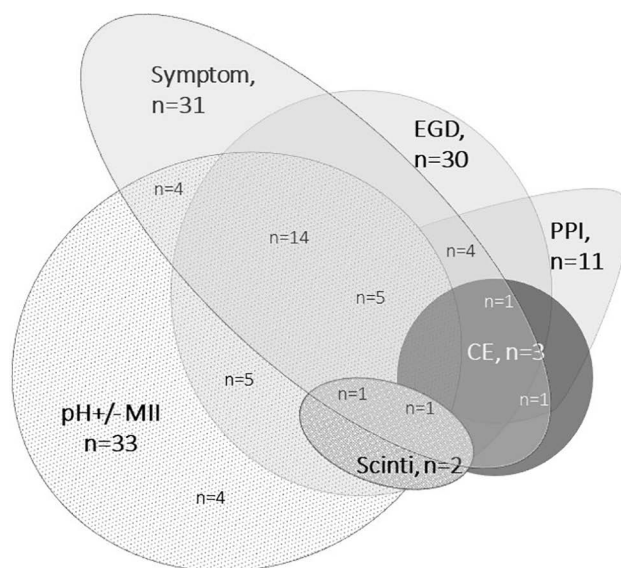 Symptom,
n=31
EGD,
n=30
n=4
PPI,
n=11
n=14
n=4
n=5
n=1
CE, n=3
n=5
n=1
n=1
n=1
pH+/- MII
n=33
Scinti, n=2
n=4